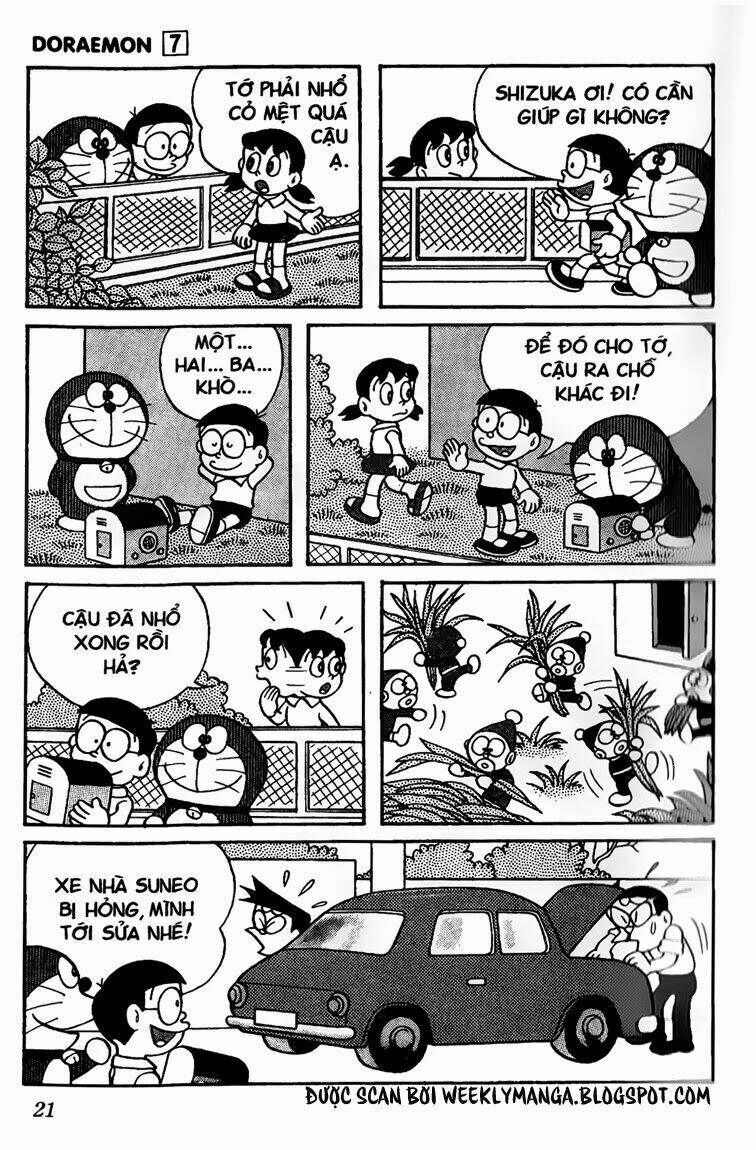 DORAEMON 7
TỚ PHẢI NHỔ
CỎ MỆT QUÁ
CẬU
Ạ.
SHIZUKA ƠI! CÓ CẦN
GIÚP GÌ KHÔNG?
MỘT...
HAI... BA...
KHÒ...
ĐỂ ĐÓ CHO TỚ,
CẬU RA CHỖ
KHÁC ĐI!
CẬU ĐÃ NHỔ
XONG RỒI
HẢ?
XE NHÀ SUNEO
BỊ HỎNG, MÌNH
TỚI SỬA NHÉ!
21
ĐƯỢC SCAN BỞI WEEKLYMANGA.BLOGSPOT.COM